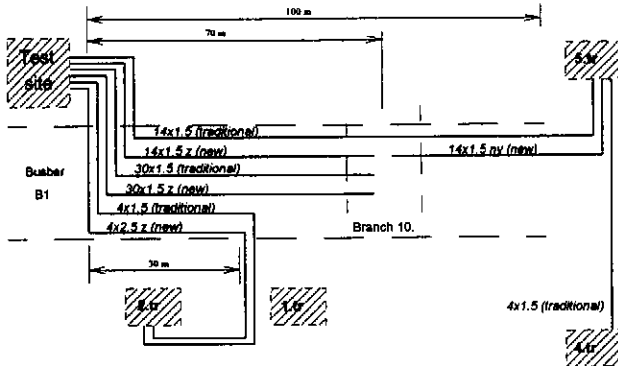 100 m
70 m
Test
site
5.tr
14x1.5 (traditional)
14x1.5 z (new)
14x1.5 ny (new)
30x1.5 (traditional)
30x1.5 z (new)
Busbar
B1
4x1.5 (traditional)
4x2.5 z (new)
Branch 10.
30 m
2.tr
1.tr
4x1.5 (traditional)
4.tr